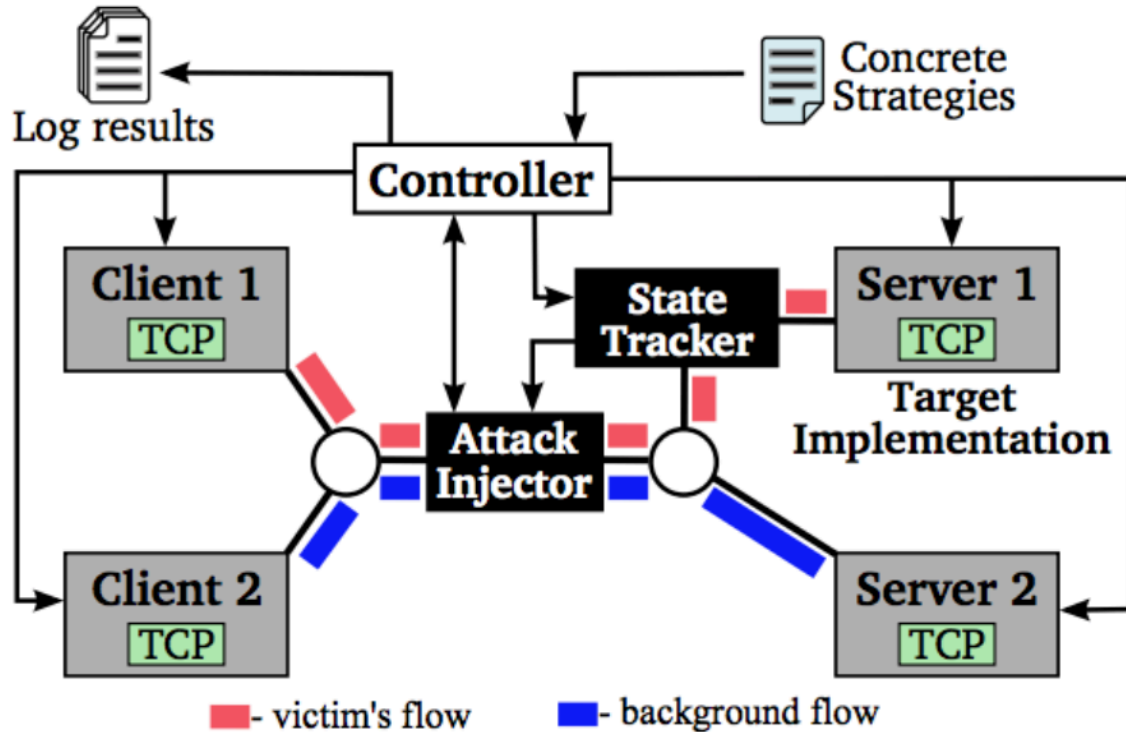 Log results
Concrete
Strategies
Controller
Client 1
TCP
State
Tracker
Server 1
TCP
Target
Implementation
Attack
Injector
Client 2
TCP
Server 2
TCP
- victim's flow
- background flow